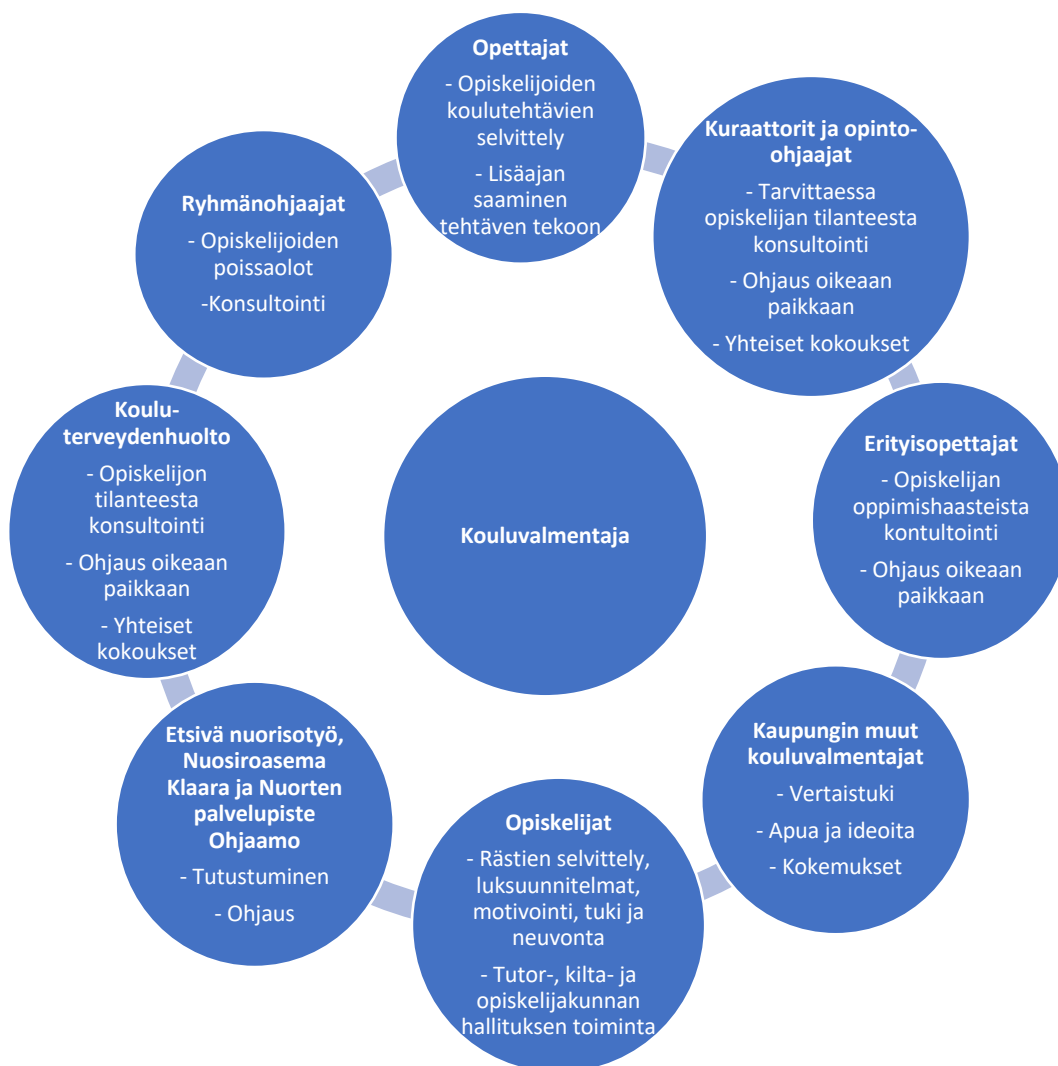 Opettajat
- Opiskelijoiden
koulutehtävien
selvittely
- Lisäajan
saaminen
tehtäven tekoon
Kuraattorit ja opinto-
ohjaajat
- Tarvittaessa
opiskelijan tilanteesta
konsultointi
- Ohjaus oikeaan
paikkaan
- Yhteiset kokoukset
Erityisopettajat
- Opiskelijan
oppimishaasteista
kontultointi
- Ohjaus oikeaan
paikkaan
Kaupungin muut
kouluvalmentajat
- Vertaistuki
- Apua ja ideoita
- Kokemukset
Opiskelijat
- Rästien selvittely,
luksuunnitelmat,
motivointi, tuki ja
neuvonta
- Tutor-, kilta- ja
opiskelijakunnan
hallituksen toiminta
Etsivä nuorisotyö,
Nuosiroasema
Klaara ja Nuorten
palvelupiste
Ohjaamo
- Tutustuminen
- Ohjaus
Koulu-
terveydenhuolto
- Opiskelijon
tilanteesta
konsultointi
- Ohjaus oikeaan
paikkaan
- Yhteiset
kokoukset
Ryhmänohjaajat
- Opiskelijoiden
poissaolot
-Konsultointi
Kouluvalmentaja